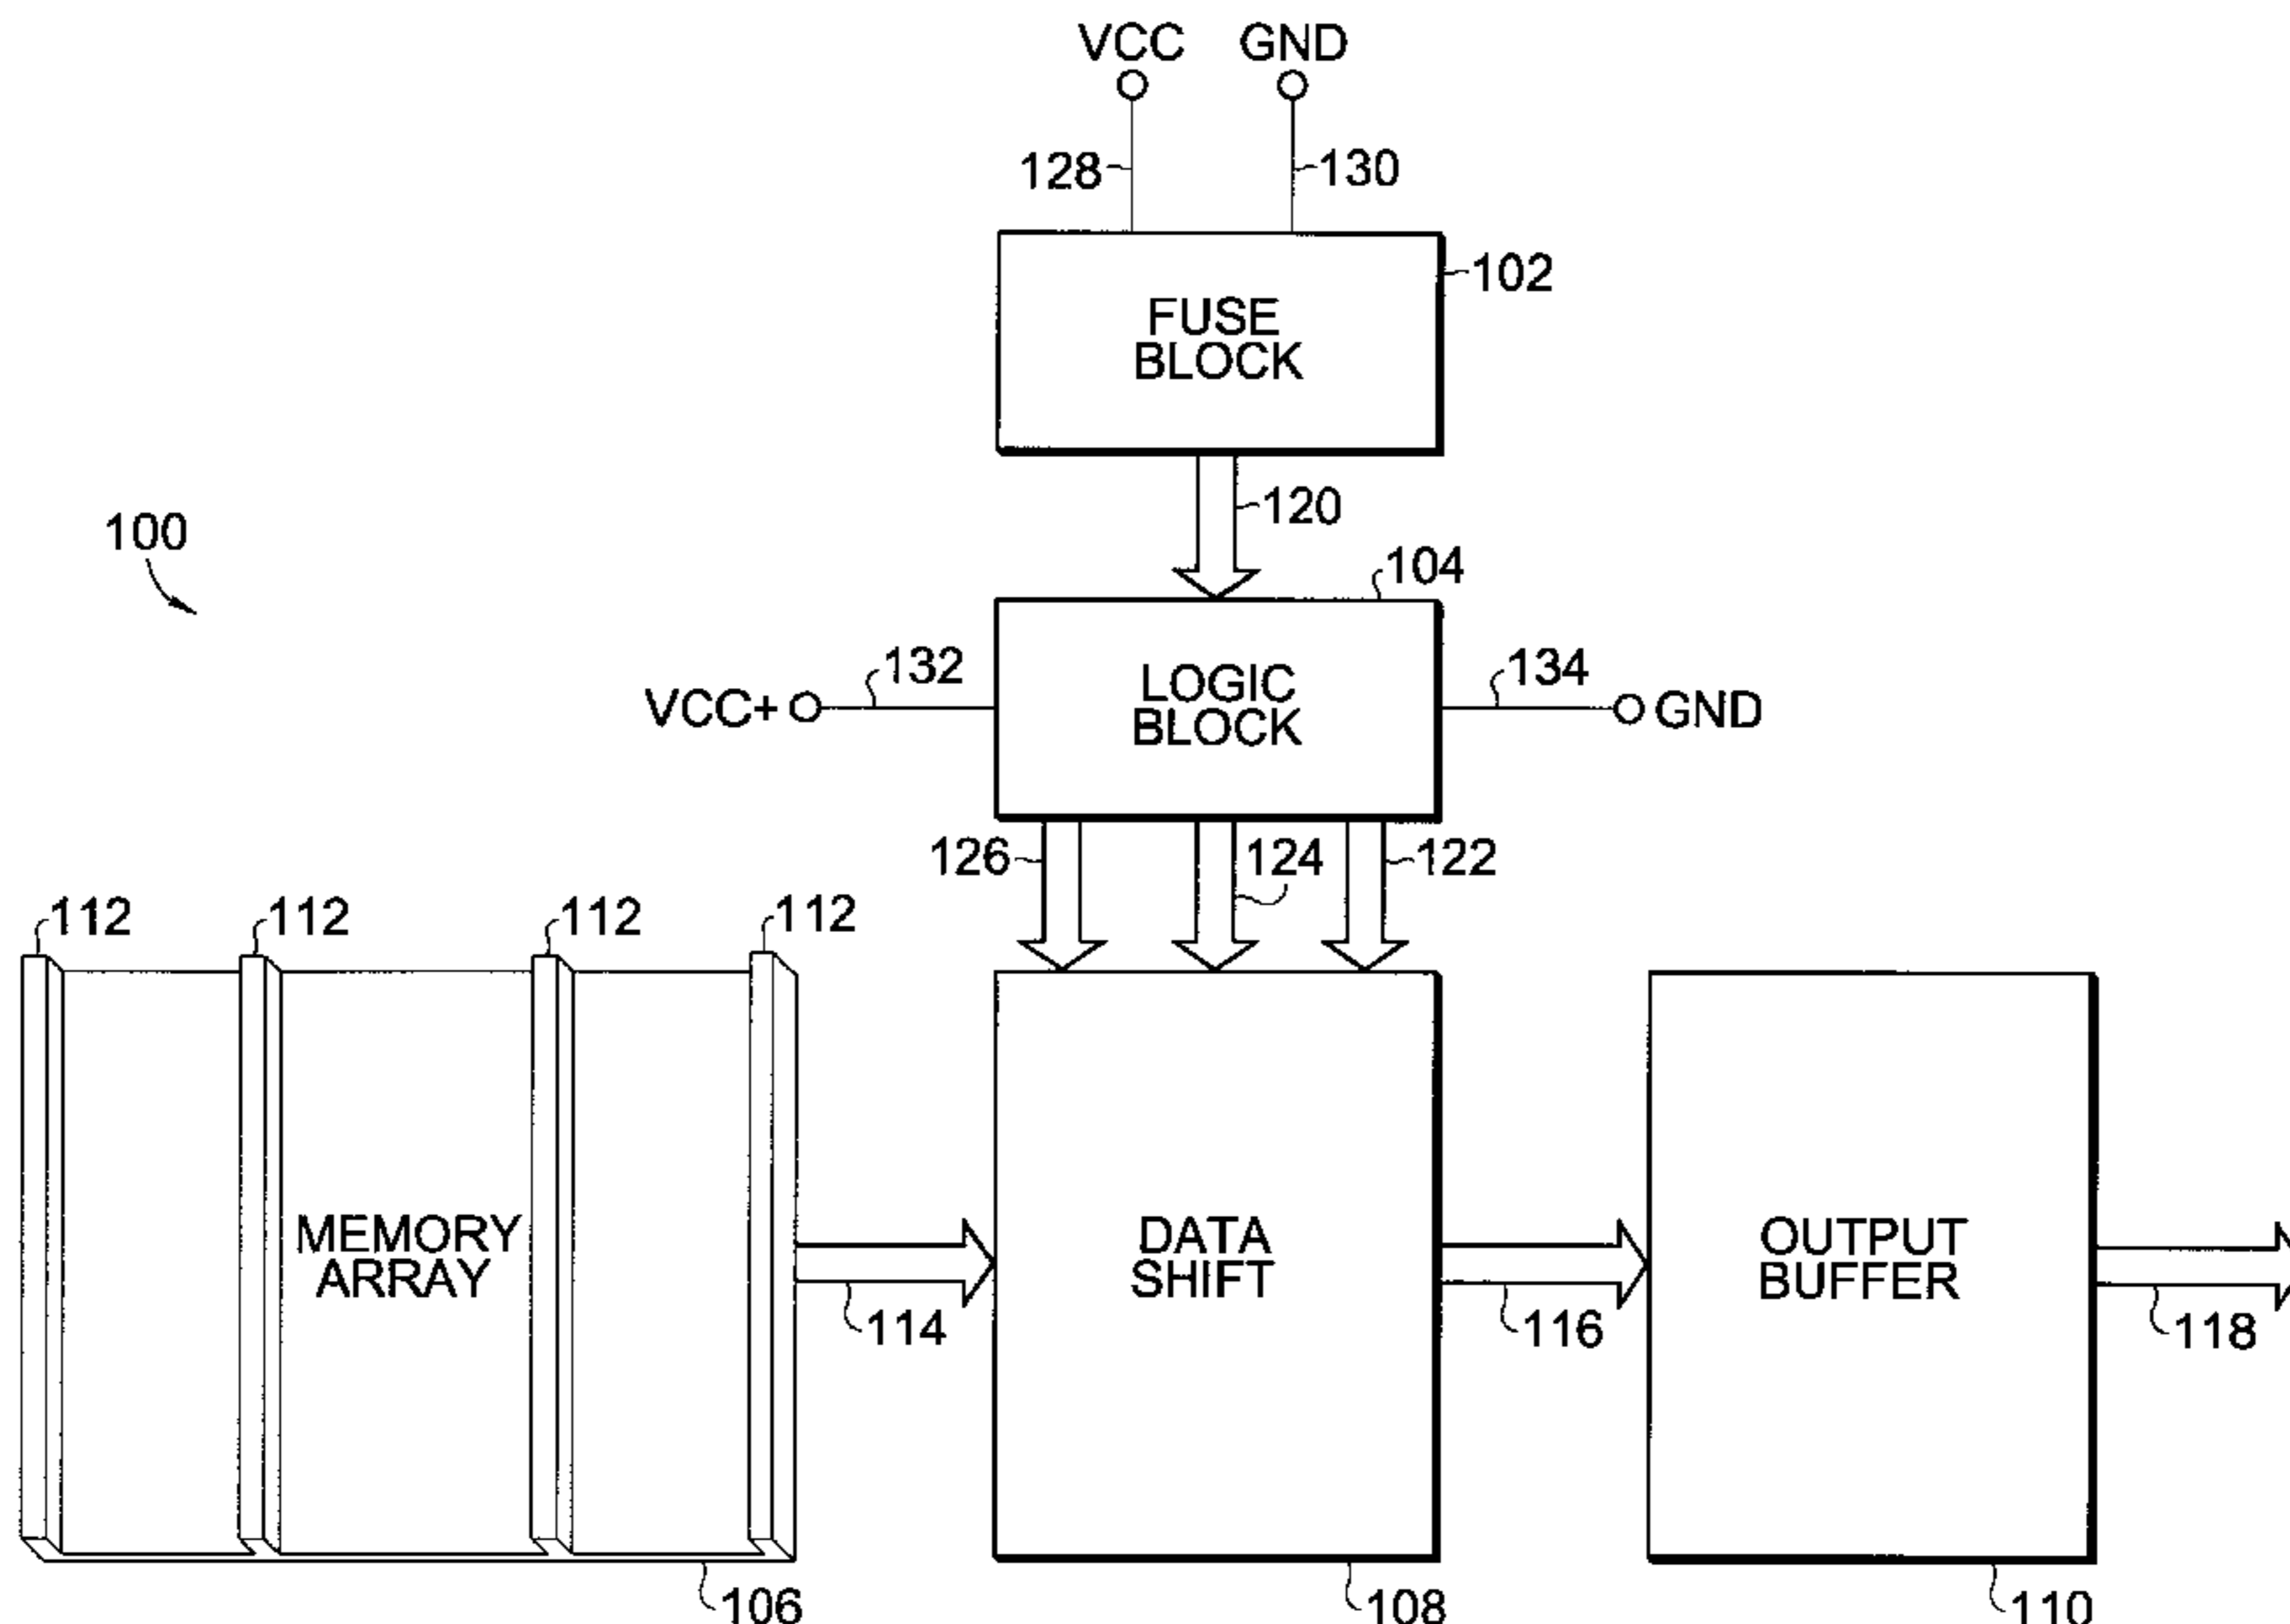 VCC GND
128 130
102
FUSE
BLOCK
120
100
104
132 134
VCC+ GND
LOGIC
BLOCK
126 124 122
112 112 112 112
MEMORY
ARRAY
DATA
SHIFT
OUTPUT
BUFFER
114 116 118
106 108 110